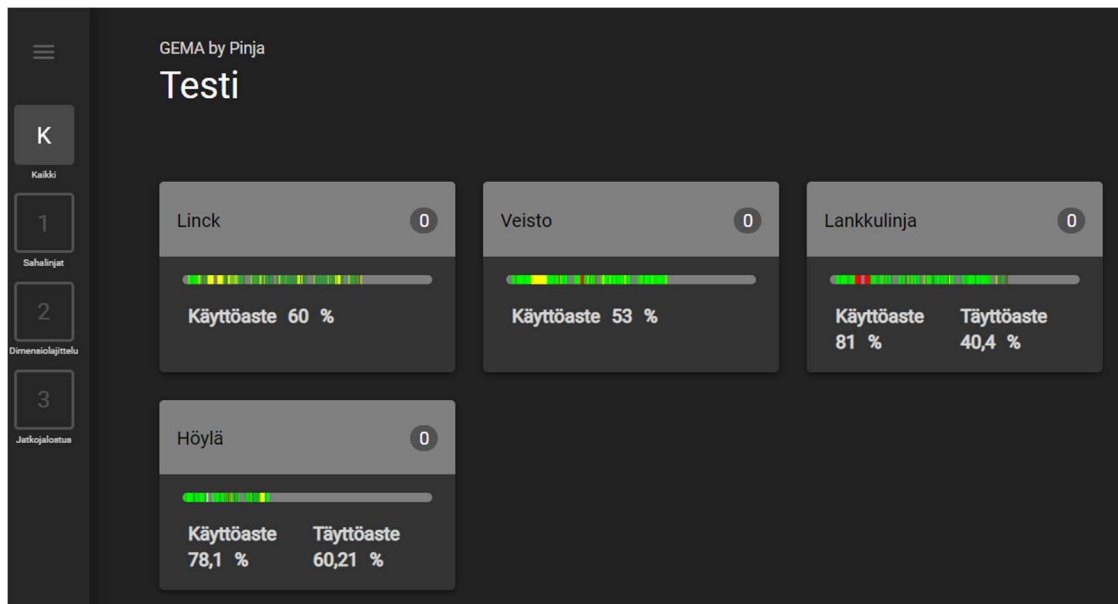 GEMA by Pinja
Testi
K
Kaikki
1
Sahalinjat
2
Dimensiolajittelu
3
Jatkojalostus
Linck 0
Käyttöaste 60 %
Veisto 0
Käyttöaste 53 %
Lankkulinja 0
Käyttöaste Täyttöaste
81 % 40,4 %
Höylä 0
Käyttöaste Täyttöaste
78,1 % 60,21 %